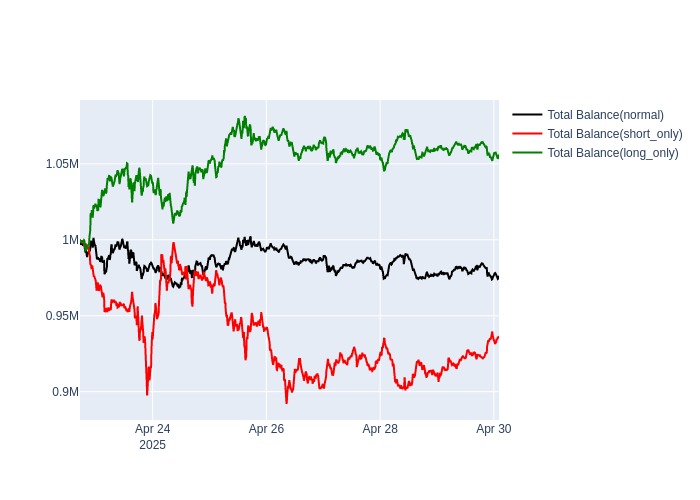 Total Balance(normal)
Total Balance(short_only)
Total Balance(long_only)
1.05M
1M
0.95M
0.9M
Apr 24
2025
Apr 26
Apr 28
Apr 30